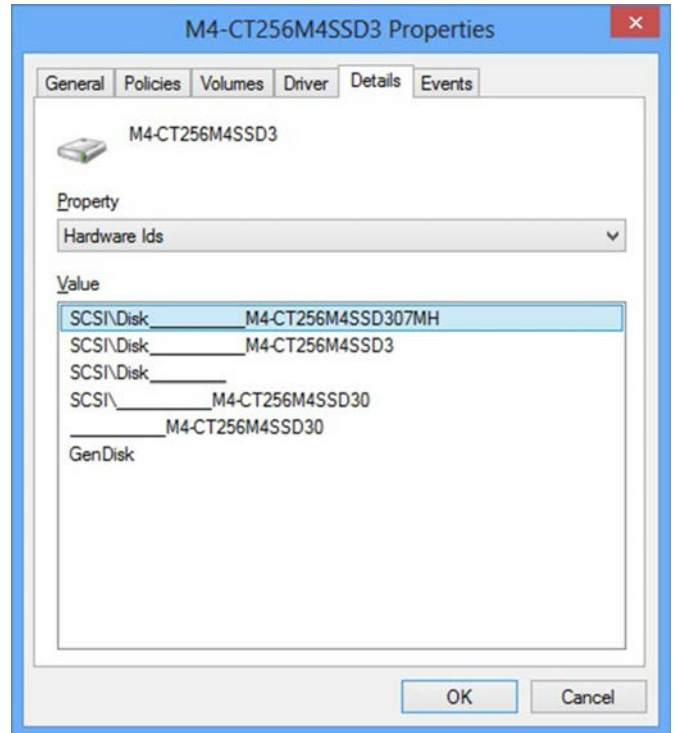 M4-CT256M4SSD3 Properties
General Policies Volumes Driver Details Events
M4-CT256M4SSD3
Property
Hardware Ids
Value
SCSI\Disk__________M4-CT256M4SSD307MH
SCSI\Disk__________M4-CT256M4SSD3
SCSI\Disk________
SCSI\__________M4-CT256M4SSD30
__________M4-CT256M4SSD30
GenDisk
OK Cancel